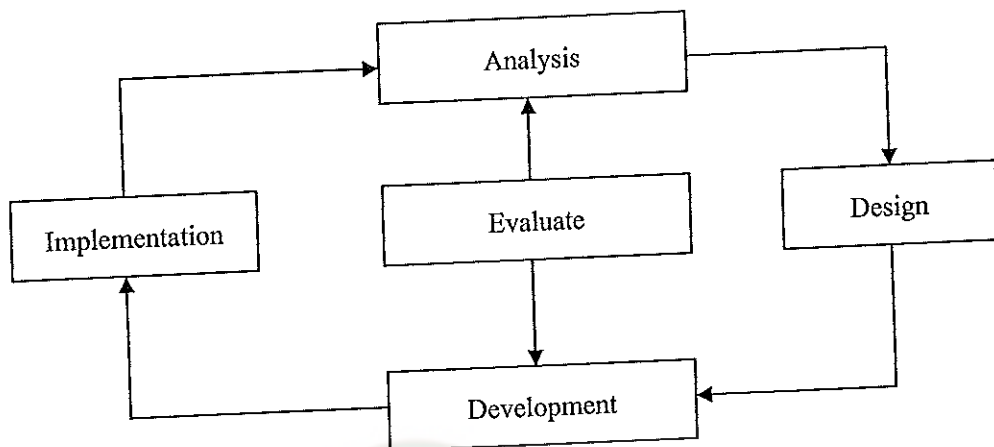 Analysis
Implementation
Evaluate
Design
Development